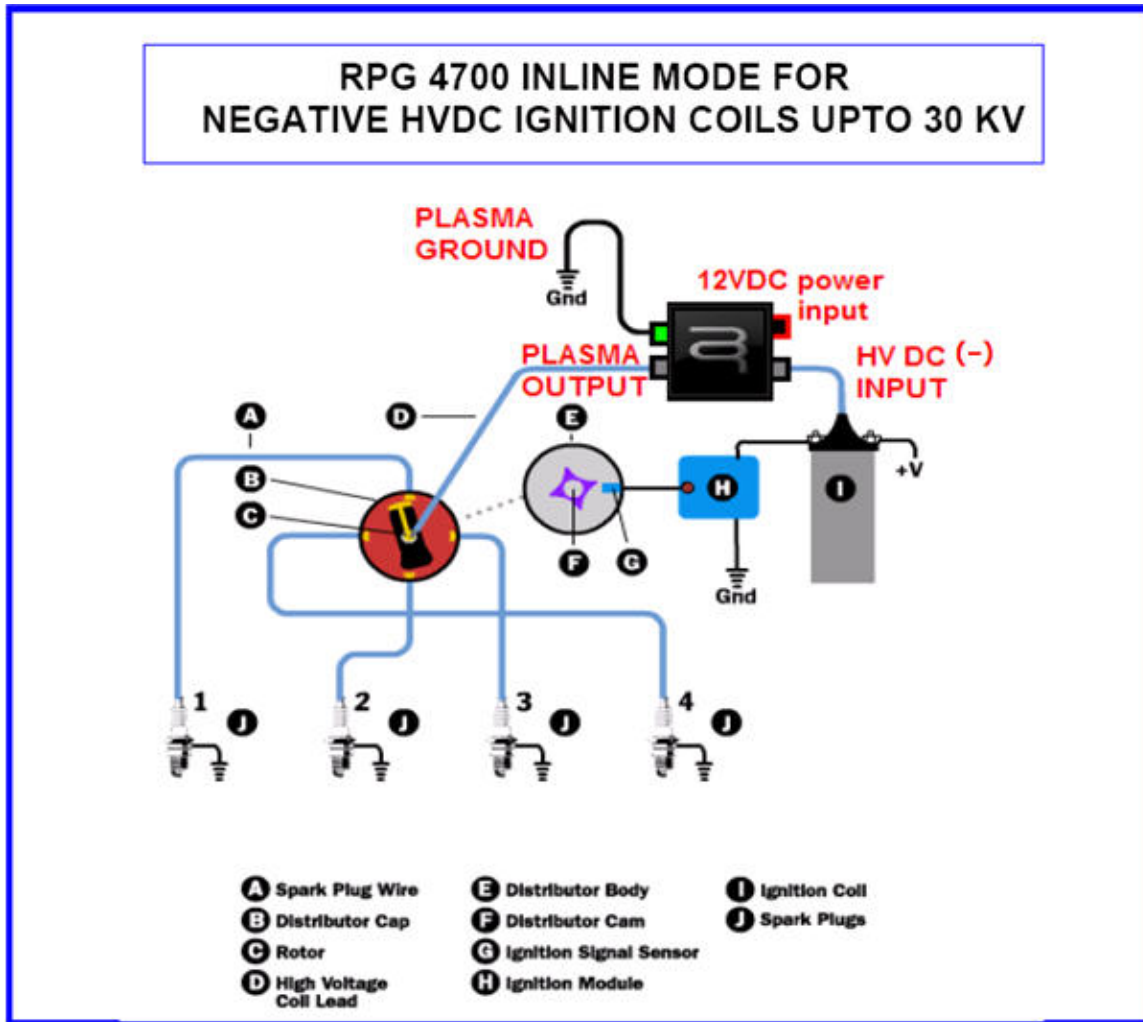 RPG 4700 INLINE MODE FOR
NEGATIVE HVDC IGNITION COILS UPTO 30 KV
PLASMA
GROUND
Gnd
12VDC power
input
PLASMA
OUTPUT
HV DC (-)
INPUT
A
D
E
B
C
H
I
+V
F
G
Gnd
1
J
2
J
3
J
4
J
A Spark Plug Wire
B Distributor Cap
C Rotor
D High Voltage
Coil Lead
E Distributor Body
F Distributor Cam
G Ignition Signal Sensor
H Ignition Module
I Ignition Coil
J Spark Plugs